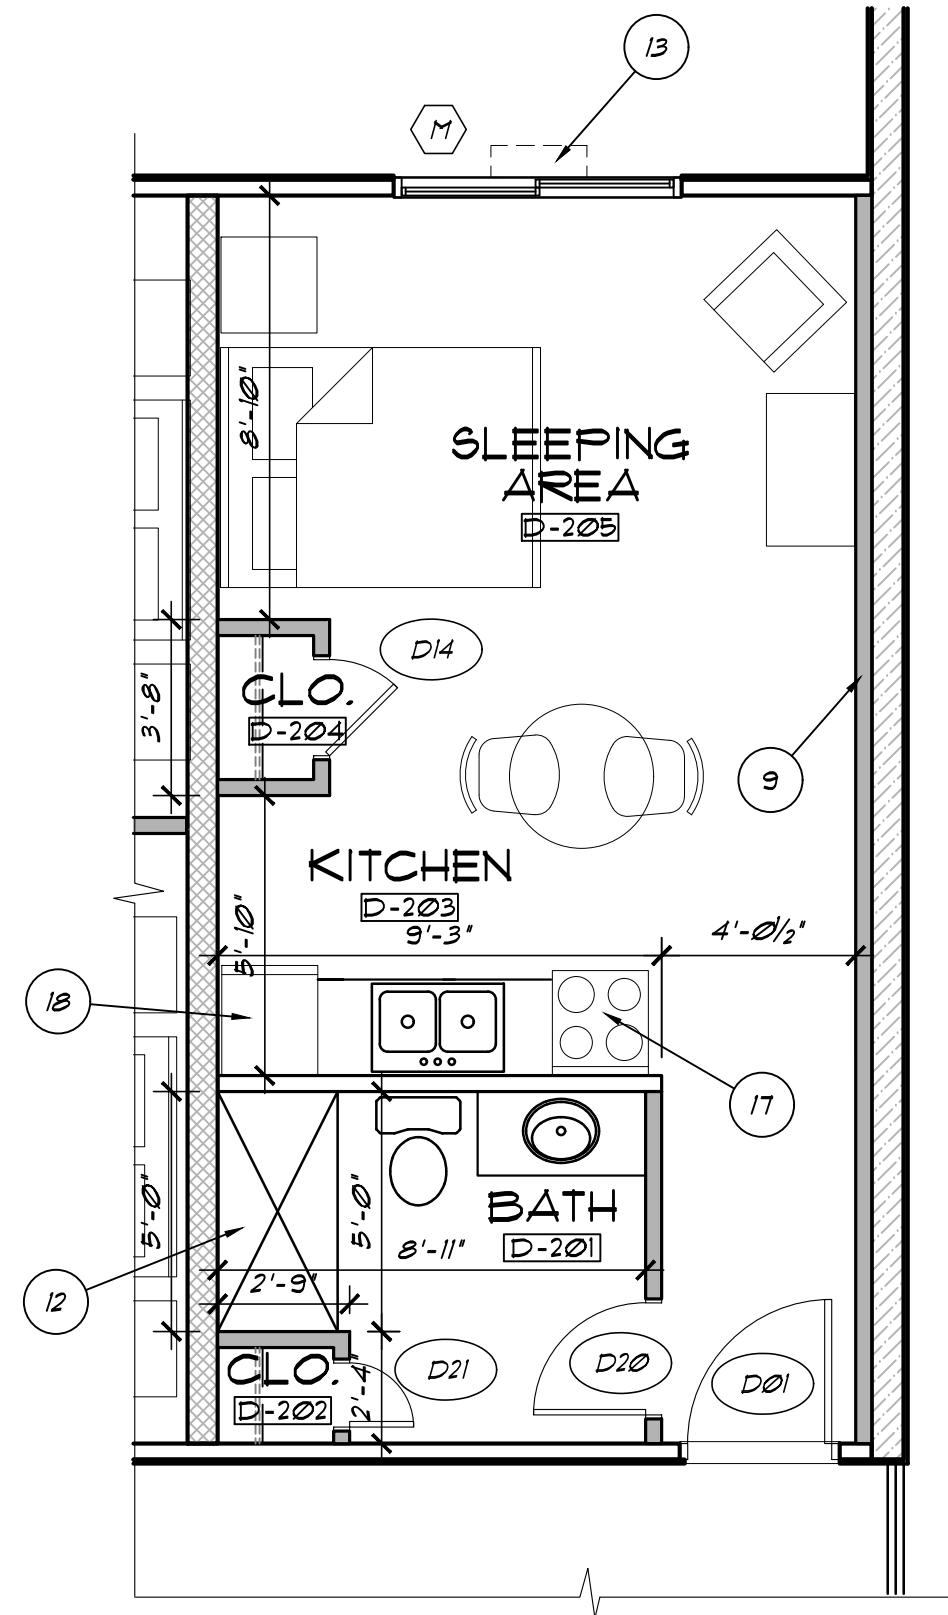 13
M
8'-10"
SLEEPING
AREA
D-205
D14
CLO.
D-204
3'-8"
9
KITCHEN
D-203
9'-3"
4'-0½"
5'-10"
18
17
BATH
D-201
5'-0"
5'-0"
8'-11"
2'-9"
12
CLO.
D-202
2'-4"
D21
D20
D01